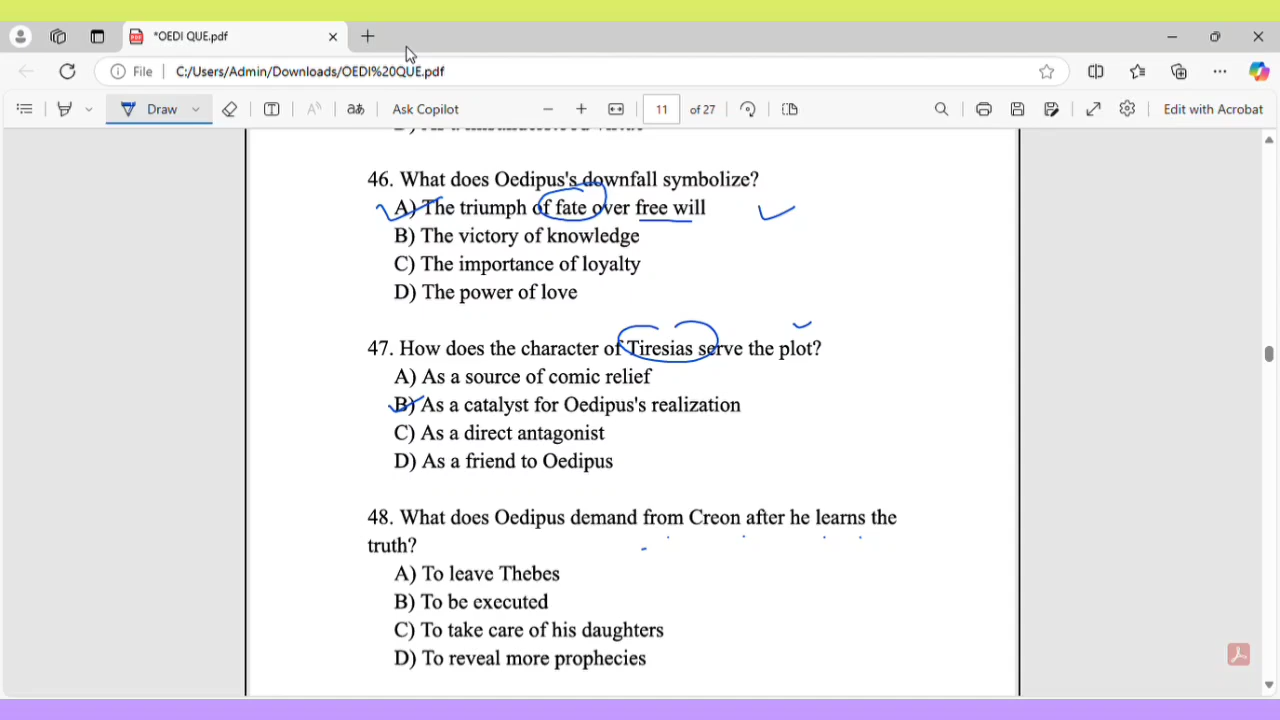 *OEDI QUE.pdf
File
C:/Users/Admin/Downloads/OEDI%20QUE.pdf
Draw
Ask Copilot
11
of 27
Edit with Acrobat
46. What does Oedipus's downfall symbolize?
A) The triumph of fate over free will
B) The victory of knowledge
C) The importance of loyalty
D) The power of love
47. How does the character of Tiresias serve the plot?
A) As a source of comic relief
B) As a catalyst for Oedipus's realization
C) As a direct antagonist
D) As a friend to Oedipus
48. What does Oedipus demand from Creon after he learns the
truth?
A) To leave Thebes
B) To be executed
C) To take care of his daughters
D) To reveal more prophecies